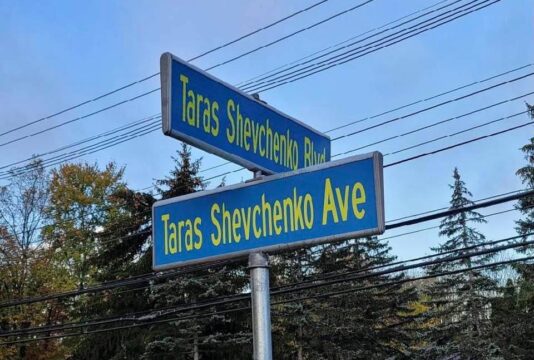 Taras Shevchenko Blvd
Taras Shevchenko Ave